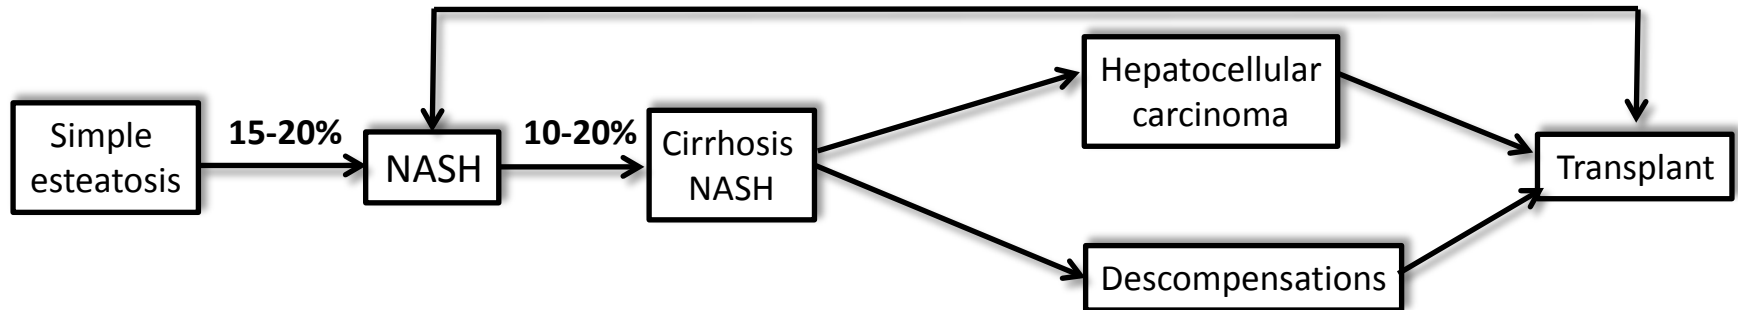 Simple
esteatosis
15-20%
NASH
10-20%
Cirrhosis
NASH
Hepatocellular
carcinoma
Descompensations
Transplant